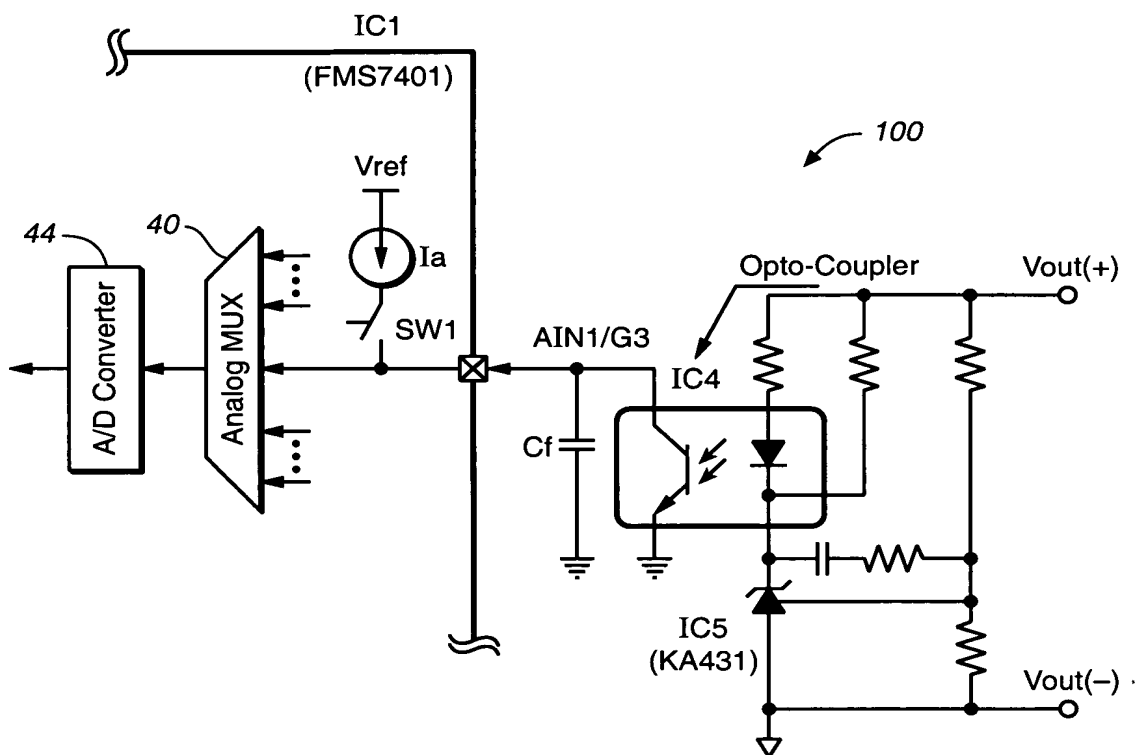 IC1
(FMS7401)
100
Vref
44
40
Ia
Opto-Coupler
Vout(+)
SW1
AIN1/G3
IC4
A/D Converter
Analog MUX
Cf
IC5
(KA431)
Vout(–)